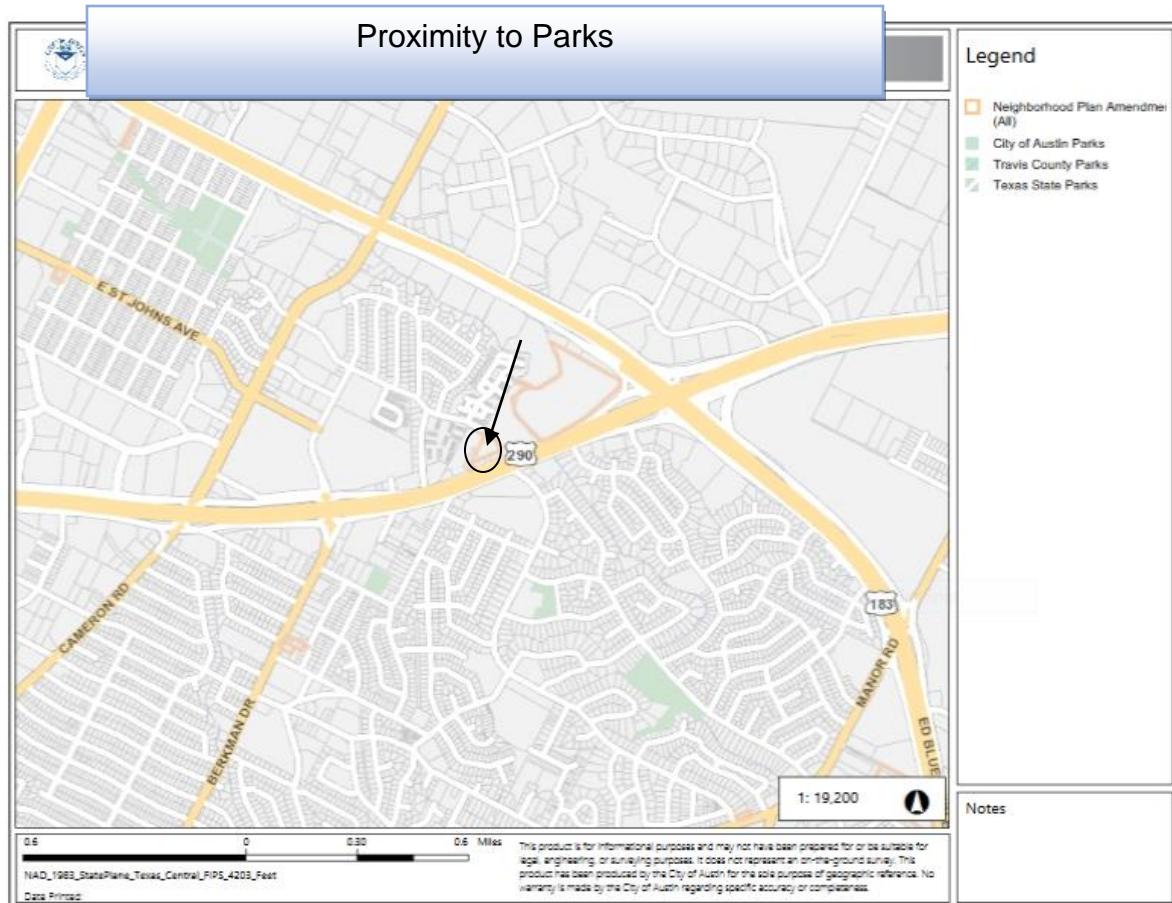 Proximity to Parks
Legend
Neighborhood Plan Amendmer
(All)
City of Austin Parks
Travis County Parks
Texas State Parks
E ST JOHNS AVE
290
183
CAMERON RD
BERKMAN DR
MANOR RD
ED BLUE
1: 19,200
Notes
0.6 0 0.30 0.6 Miles
NAD_1983_StatePlane_Texas_Central_FIPS_4203_Feet
Date Printed:
This product is for informational purposes and may not have been prepared for or be suitable for
legal, engineering, or surveying purposes. It does not represent an on-the-ground survey. This
product has been produced by the City of Austin for the sole purpose of geographic reference. No
warranty is made by the City of Austin regarding specific accuracy or completeness.